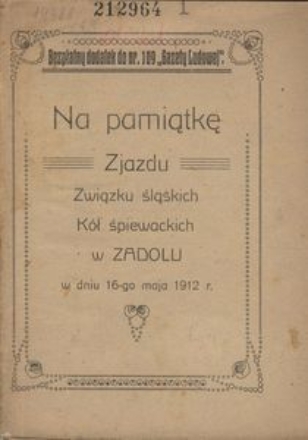 212964 1
Bezpłatny dodatek do nr. 109 „Gazety Ludowej”.
Na pamiątkę
Zjazdu
Związku śląskich
Kół śpiewackich
w ZADOLU
w dniu 16-go maja 1912 r.